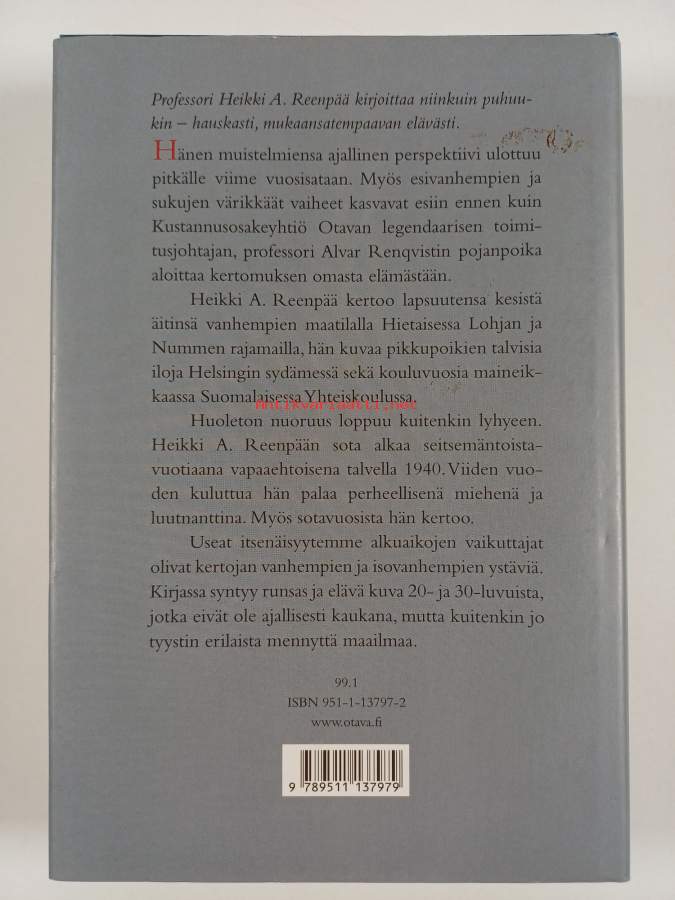 Professori Heikki A. Reenpää kirjoittaa niinkuin puhuu-
kin – hauskasti, mukaansatempaavan elävästi.
Hänen muistelmiensa ajallinen perspektiivi ulottuu
pitkälle viime vuosisataan. Myös esivanhempien ja
sukujen värikkäät vaiheet kasvavat esiin ennen kuin
Kustannusosakeyhtiö Otavan legendaarisen toimi-
tusjohtajan, professori Alvar Renqvistin pojanpoika
aloittaa kertomuksen omasta elämästään.
Heikki A. Reenpää kertoo lapsuutensa kesistä
äitinsä vanhempien maatilalla Hietaisessa Lohjan ja
Nummen rajamailla, hän kuvaa pikkupoikien talvisia
iloja Helsingin sydämessä sekä kouluvuosia maineik-
kaassa Suomalaisessa Yhteiskoulussa.
antikvariaatti.net
Huoleton nuoruus loppuu kuitenkin lyhyeen.
Heikki A. Reenpään sota alkaa seitsemäntoista-
vuotiaana vapaaehtoisena talvella 1940. Viiden vuo-
den kuluttua hän palaa perheellisenä miehenä ja
luutnanttina. Myös sotavuosista hän kertoo.
Useat itsenäisyytemme alkuaikojen vaikuttajat
olivat kertojan vanhempien ja isovanhempien ystäviä.
Kirjassa syntyy runsas ja elävä kuva 20- ja 30-luvuista,
jotka eivät ole ajallisesti kaukana, mutta kuitenkin jo
tyystin erilaista mennyttä maailmaa.
99.1
ISBN 951-1-13797-2
www.otava.fi
9 789511 137979